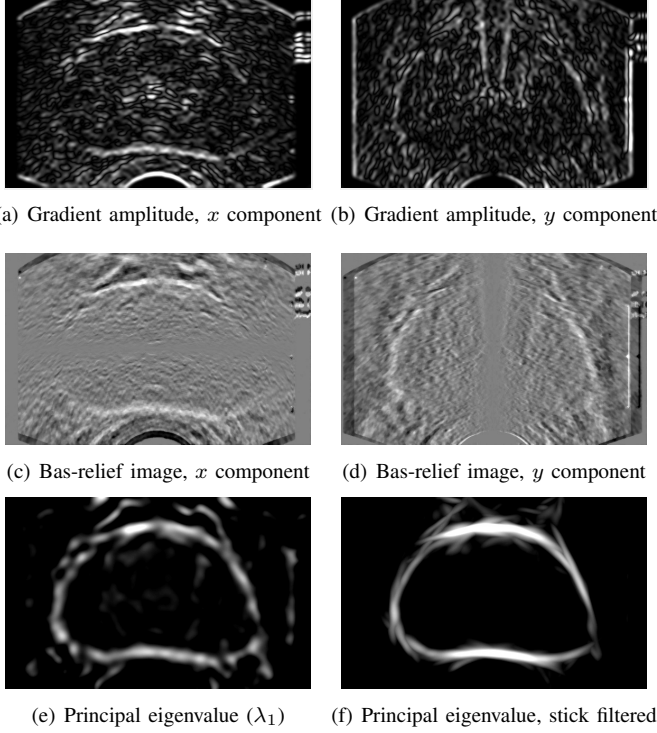 a) Gradient amplitude, x component (b) Gradient amplitude, y component
(c) Bas-relief image, x component (d) Bas-relief image, y component
(e) Principal eigenvalue (λ₁) (f) Principal eigenvalue, stick filtered